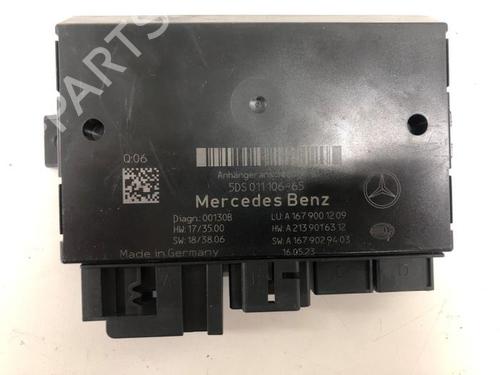 Q:06
Anhängeranschlus
5DS 011 106-65
Mercedes Benz
Diagn: 00130B LU: A 167 900 12 09
HW: 17/35.00 HW: A 213 901 63 12
SW: 18/38.06 SW: A 167 902 94 03
Made in Germany 16.05.23
B-PARTS